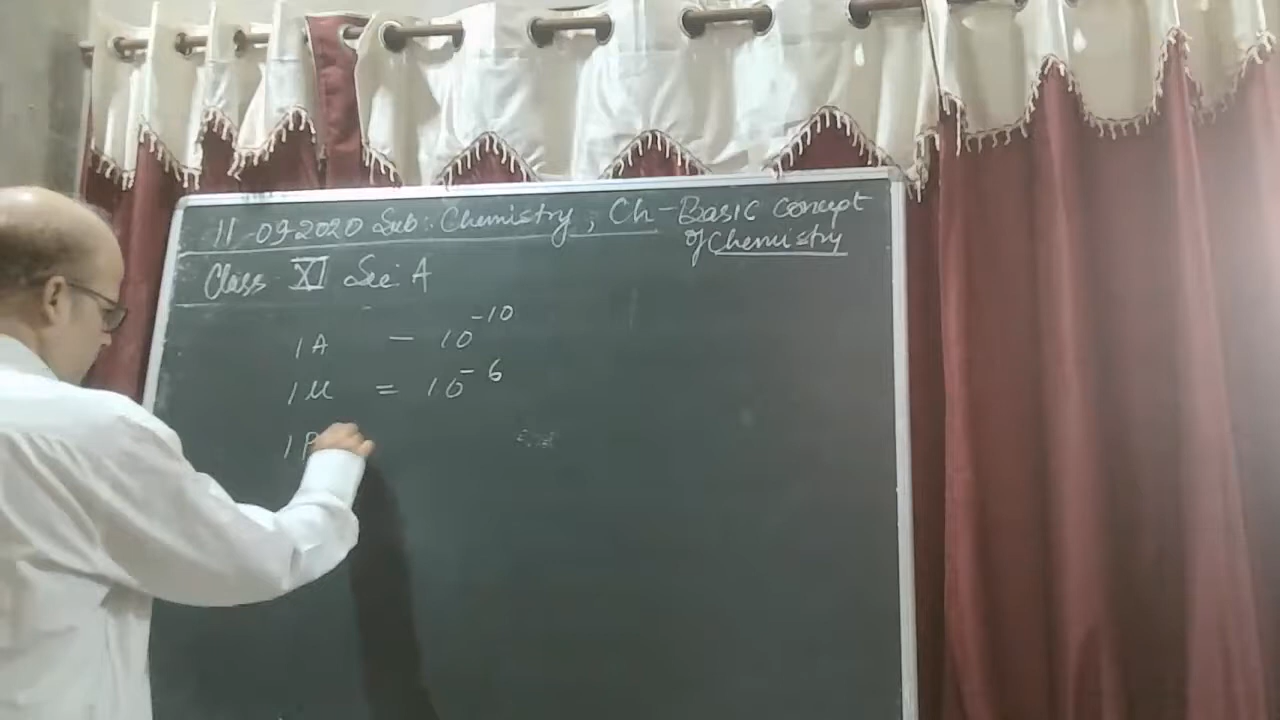 11-09-2020 Sub: Chemistry, Ch-Basic Concept
of Chemistry
Class XI Sec: A
1A - 10⁻¹⁰
1μ = 10⁻⁶
1P